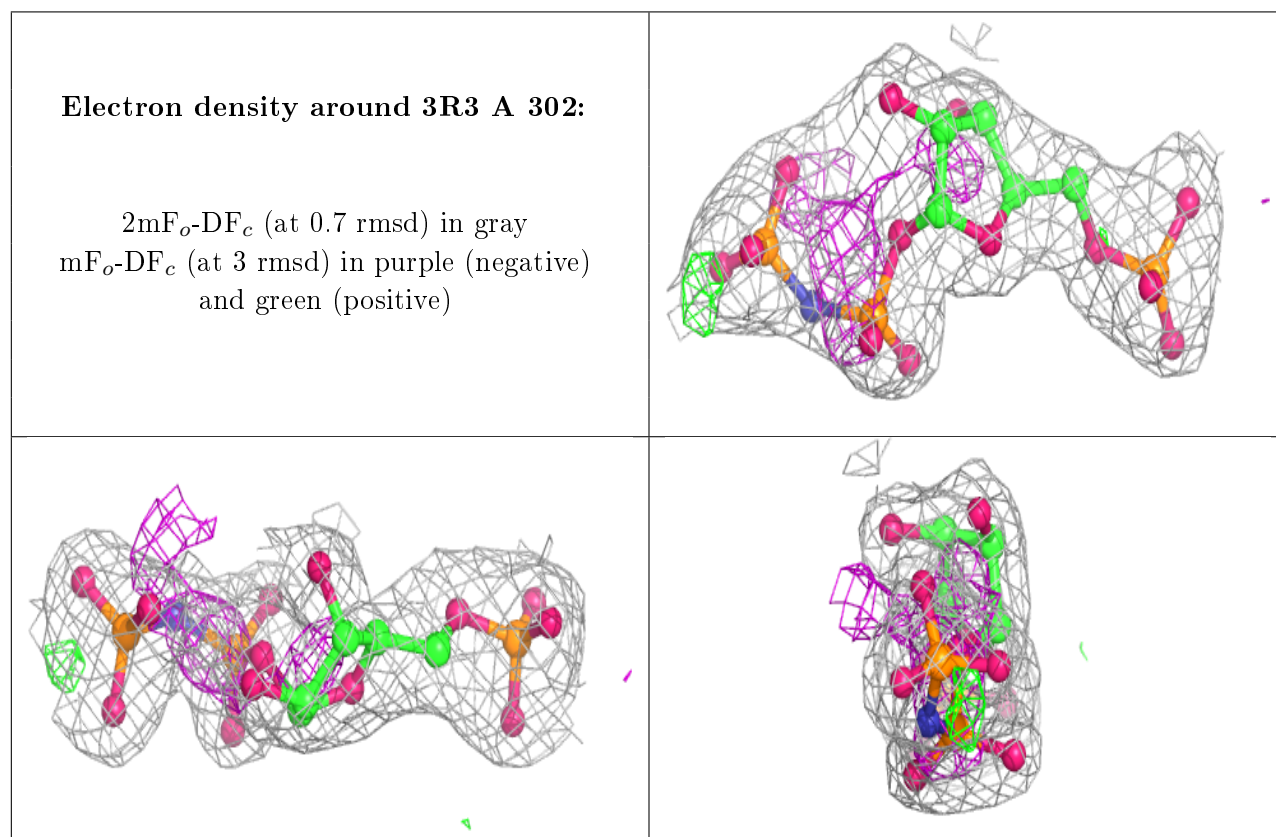 Electron density around 3R3 A 302:
2mFₒ-DF𝑐 (at 0.7 rmsd) in gray
mFₒ-DF𝑐 (at 3 rmsd) in purple (negative)
and green (positive)